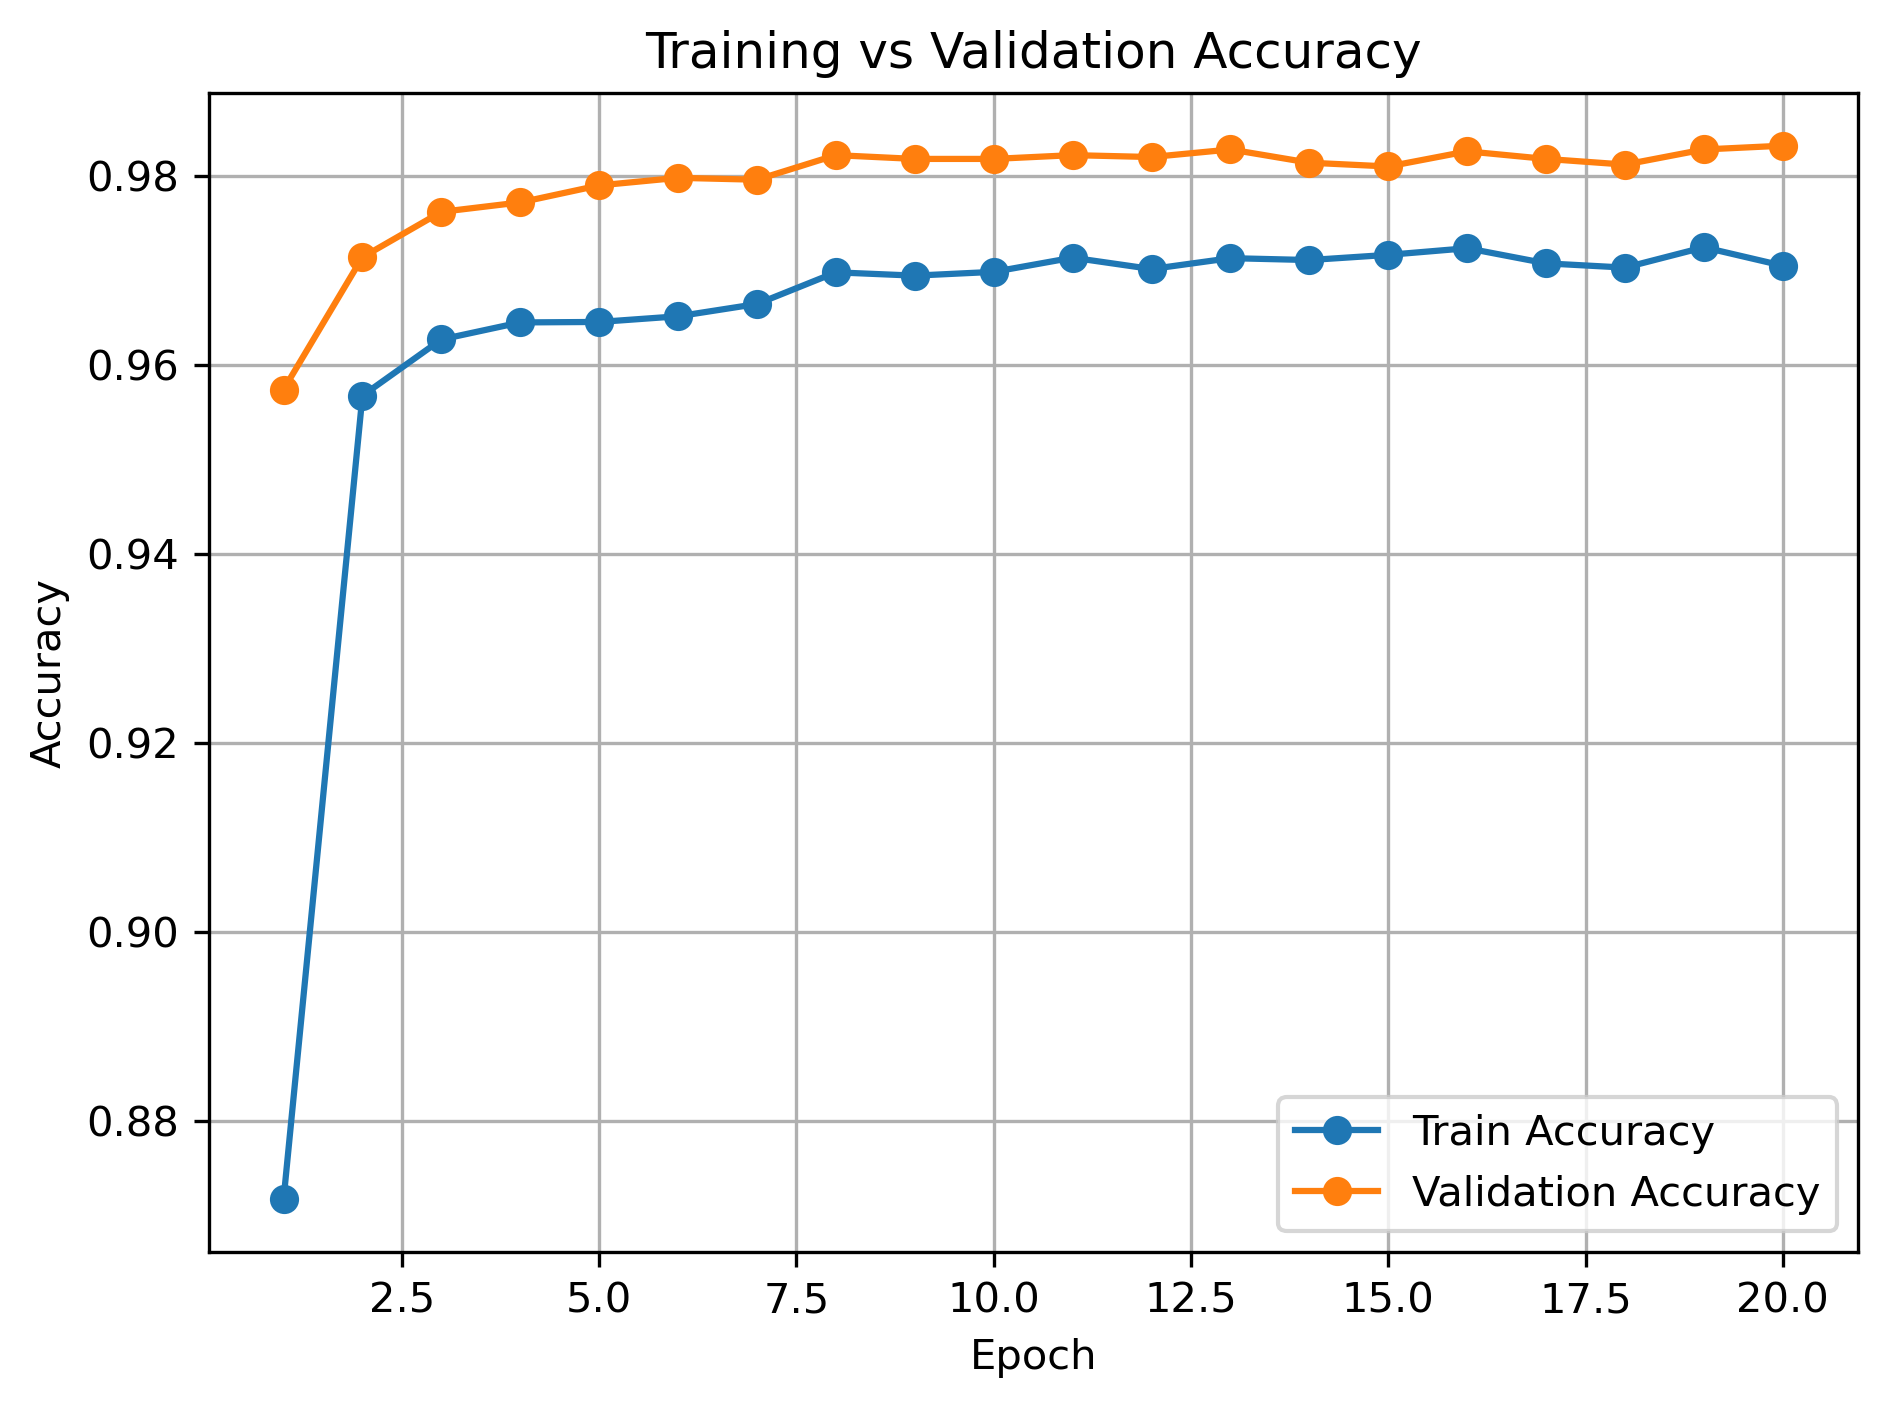 Training vs Validation Accuracy
0.98
0.96
0.94
0.92
0.90
0.88
Accuracy
Train Accuracy
Validation Accuracy
2.5 5.0 7.5 10.0 12.5 15.0 17.5 20.0
Epoch